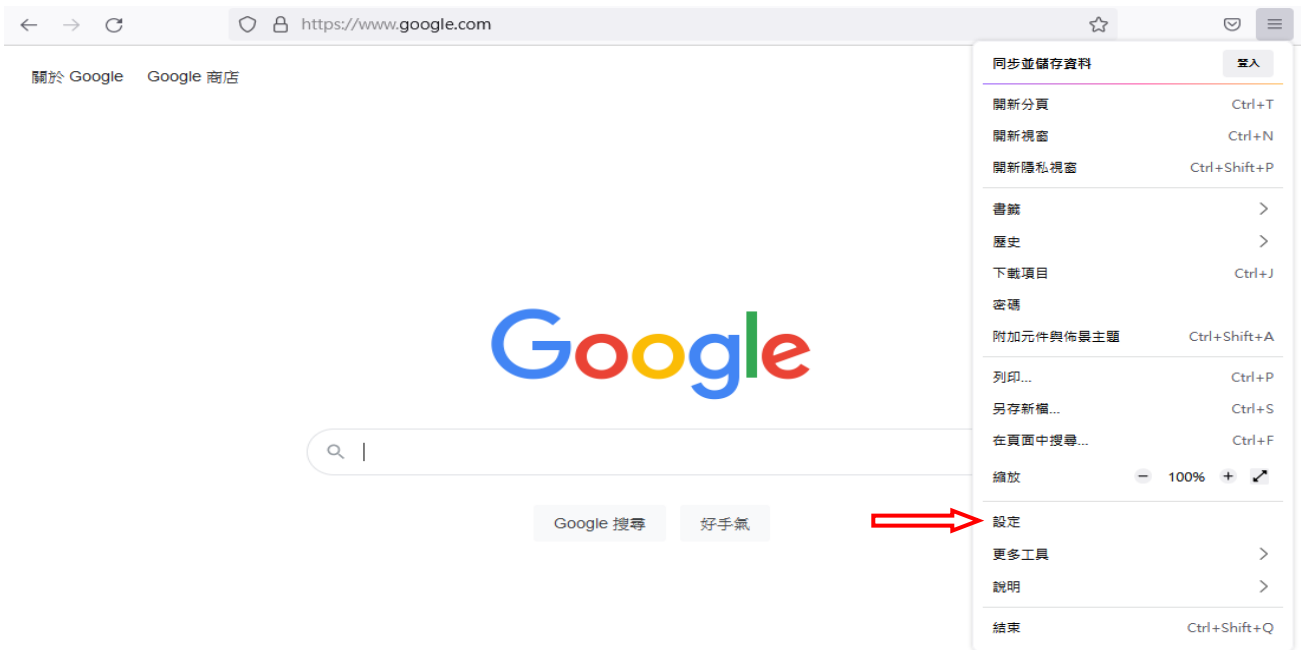 https://www.google.com
關於 Google Google 商店
同步並儲存資料 登入
開新分頁 Ctrl+T
開新視窗 Ctrl+N
開新隱私視窗 Ctrl+Shift+P
書籤
歷史
下載項目 Ctrl+J
密碼
附加元件與佈景主題 Ctrl+Shift+A
列印... Ctrl+P
另存新檔... Ctrl+S
在頁面中搜尋... Ctrl+F
縮放 − 100% +
設定
更多工具
說明
結束 Ctrl+Shift+Q
Google
Google 搜尋 好手氣